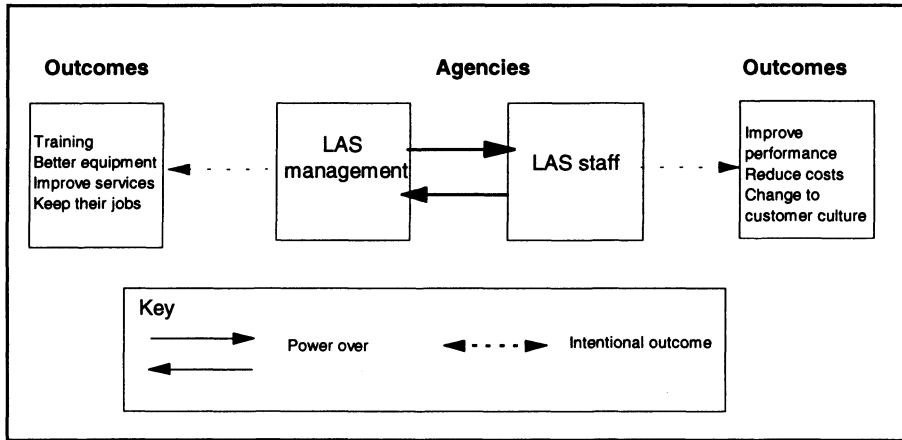 Outcomes
Agencies
Outcomes
Training
Better equipment
Improve services
Keep their jobs
LAS
management
LAS staff
Improve
performance
Reduce costs
Change to
customer culture
Key
Power over
Intentional outcome